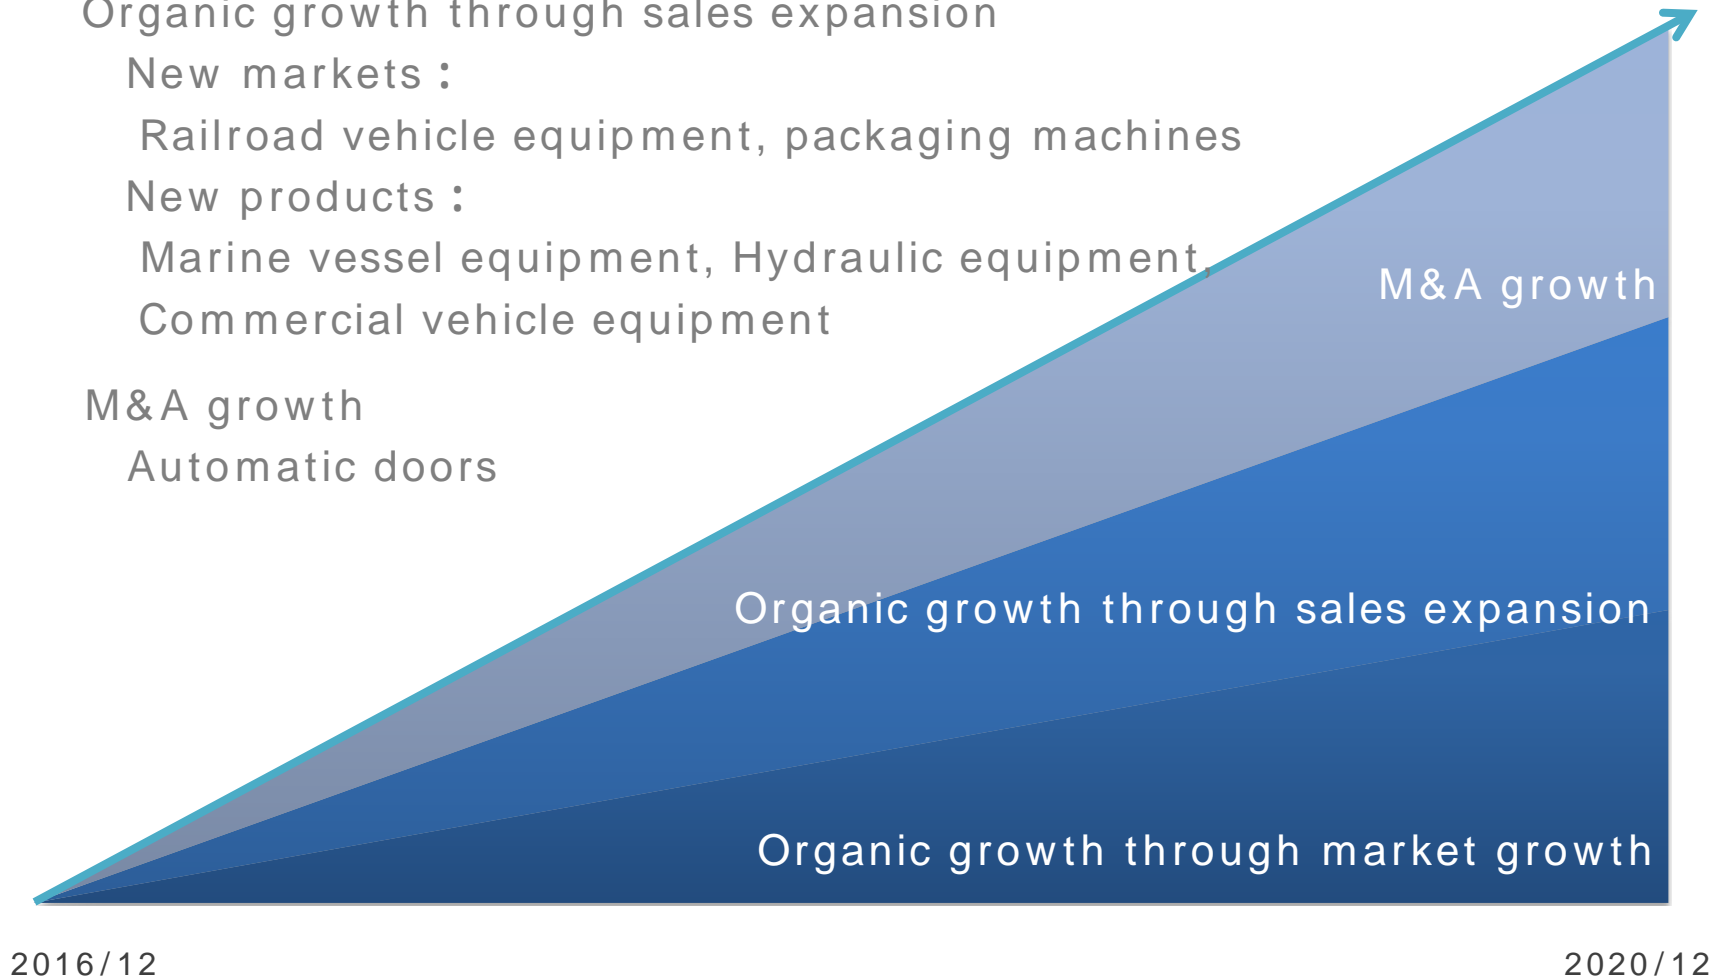 Organic growth through sales expansion
New markets：
Railroad vehicle equipment, packaging machines
New products：
Marine vessel equipment, Hydraulic equipment,
Commercial vehicle equipment
M&A growth
Automatic doors
M&A growth
Organic growth through sales expansion
Organic growth through market growth
2016/12
2020/12